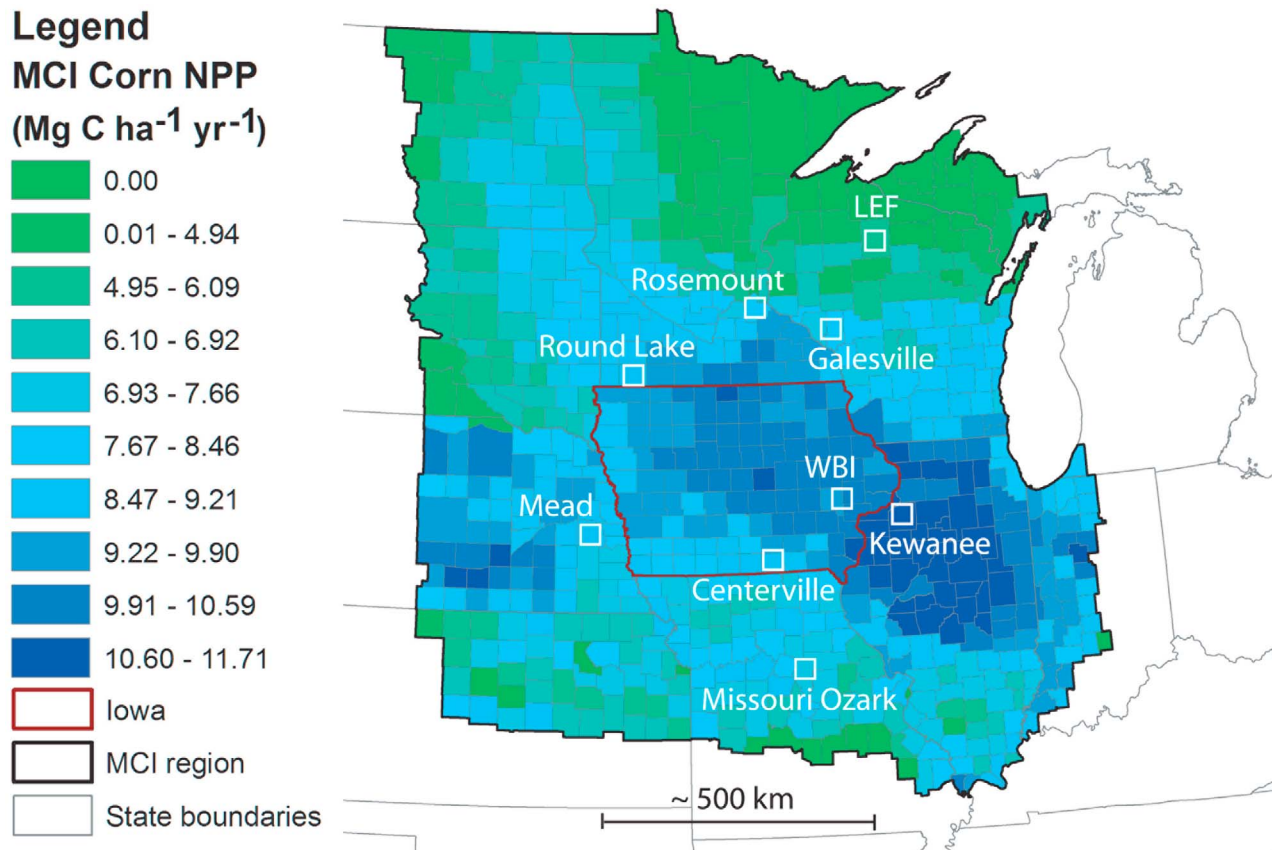 Legend
MCI Corn NPP
(Mg C ha⁻¹ yr⁻¹)
0.00
0.01 - 4.94
4.95 - 6.09
6.10 - 6.92
6.93 - 7.66
7.67 - 8.46
8.47 - 9.21
9.22 - 9.90
9.91 - 10.59
10.60 - 11.71
Iowa
MCI region
State boundaries
LEF
Rosemount
Round Lake
Galesville
WBI
Mead
Kewanee
Centerville
Missouri Ozark
~ 500 km